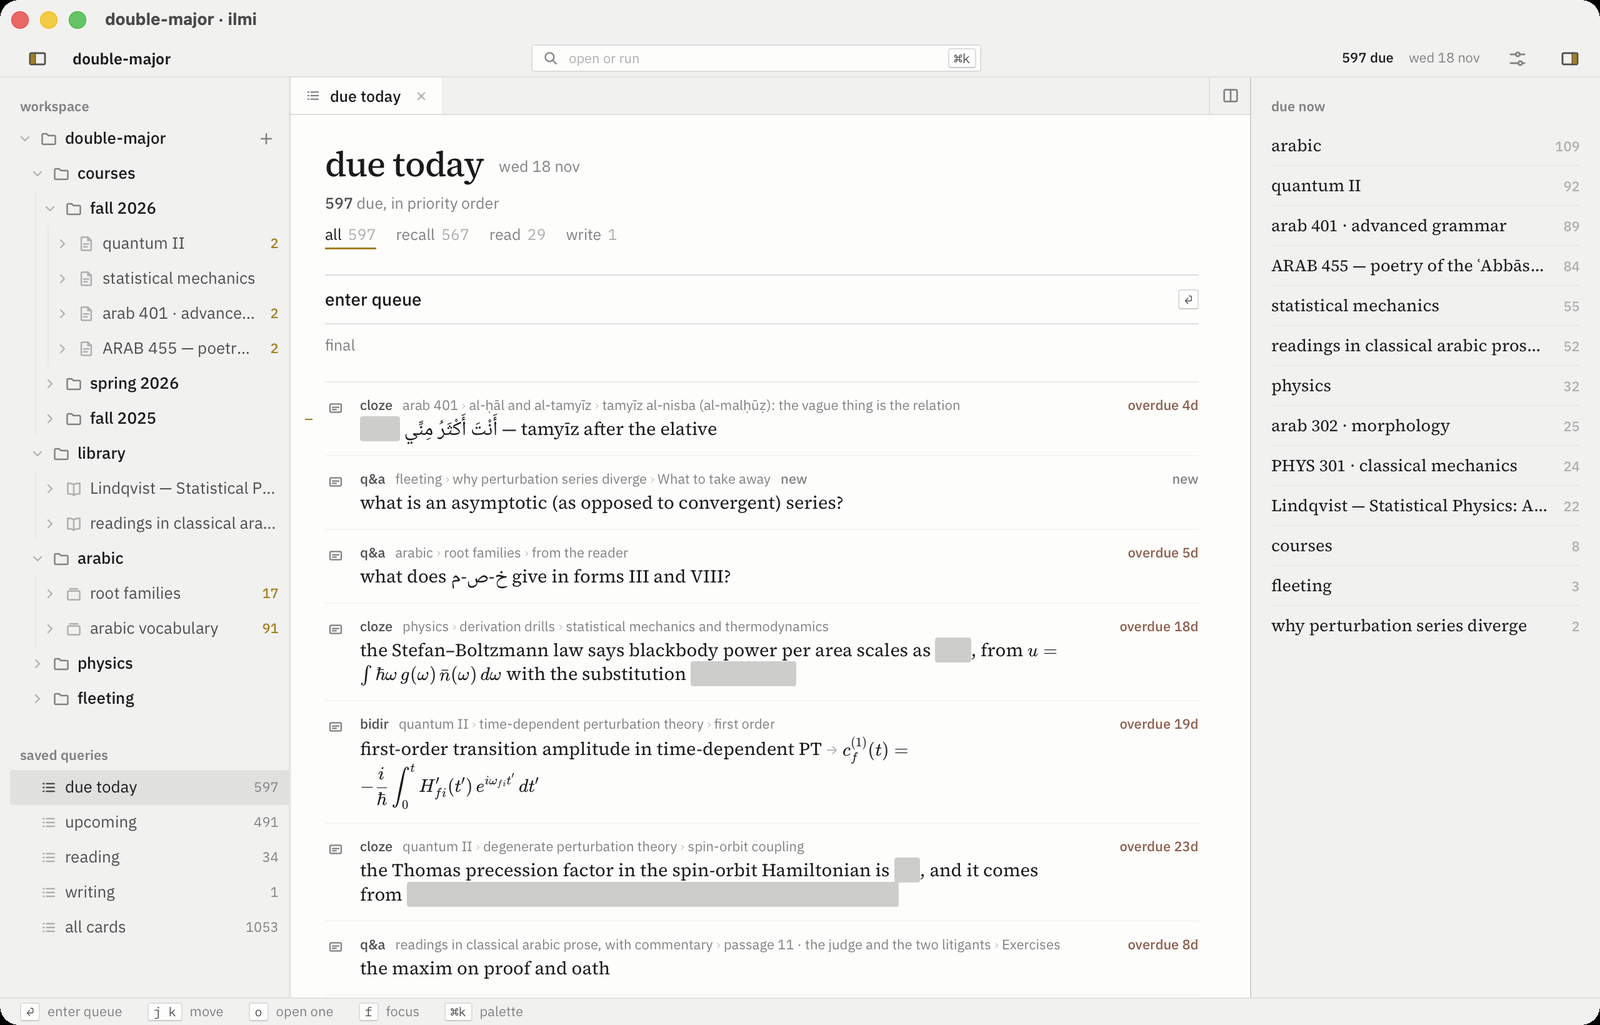 double-major · ilmi
double-major
open or run
⌘k
597 due
wed 18 nov
workspace
double-major
courses
fall 2026
quantum II 2
statistical mechanics
arab 401 · advance... 2
ARAB 455 — poetr... 2
spring 2026
fall 2025
library
Lindqvist — Statistical P...
readings in classical ara...
arabic
root families 17
arabic vocabulary 91
physics
fleeting
saved queries
due today 597
upcoming 491
reading 34
writing 1
all cards 1053
due today
due today wed 18 nov
597 due, in priority order
all 597 recall 567 read 29 write 1
enter queue
final
cloze arab 401 › al-ḥāl and al-tamyīz › tamyīz al-nisba (al-malḥūẓ): the vague thing is the relation overdue 4d
أَنْتَ أَكْثَرُ مِنِّي — tamyīz after the elative
q&a fleeting › why perturbation series diverge › What to take away new new
what is an asymptotic (as opposed to convergent) series?
q&a arabic › root families › from the reader overdue 5d
what does خ-ص-م give in forms III and VIII?
cloze physics › derivation drills › statistical mechanics and thermodynamics overdue 18d
the Stefan–Boltzmann law says blackbody power per area scales as , from u =
∫ ħω g(ω) n̄(ω) dω with the substitution
bidir quantum II › time-dependent perturbation theory › first order overdue 19d
first-order transition amplitude in time-dependent PT → c_f^(1)(t) =
−i/ħ ∫_0^t H′_fi(t′) e^{iω_fi t′} dt′
cloze quantum II › degenerate perturbation theory › spin-orbit coupling overdue 23d
the Thomas precession factor in the spin-orbit Hamiltonian is , and it comes
from
q&a readings in classical arabic prose, with commentary › passage 11 · the judge and the two litigants › Exercises overdue 8d
the maxim on proof and oath
due now
arabic 109
quantum II 92
arab 401 · advanced grammar 89
ARAB 455 — poetry of the ʿAbbās... 84
statistical mechanics 55
readings in classical arabic pros... 52
physics 32
arab 302 · morphology 25
PHYS 301 · classical mechanics 24
Lindqvist — Statistical Physics: A... 22
courses 8
fleeting 3
why perturbation series diverge 2
enter queue j k move o open one f focus ⌘k palette